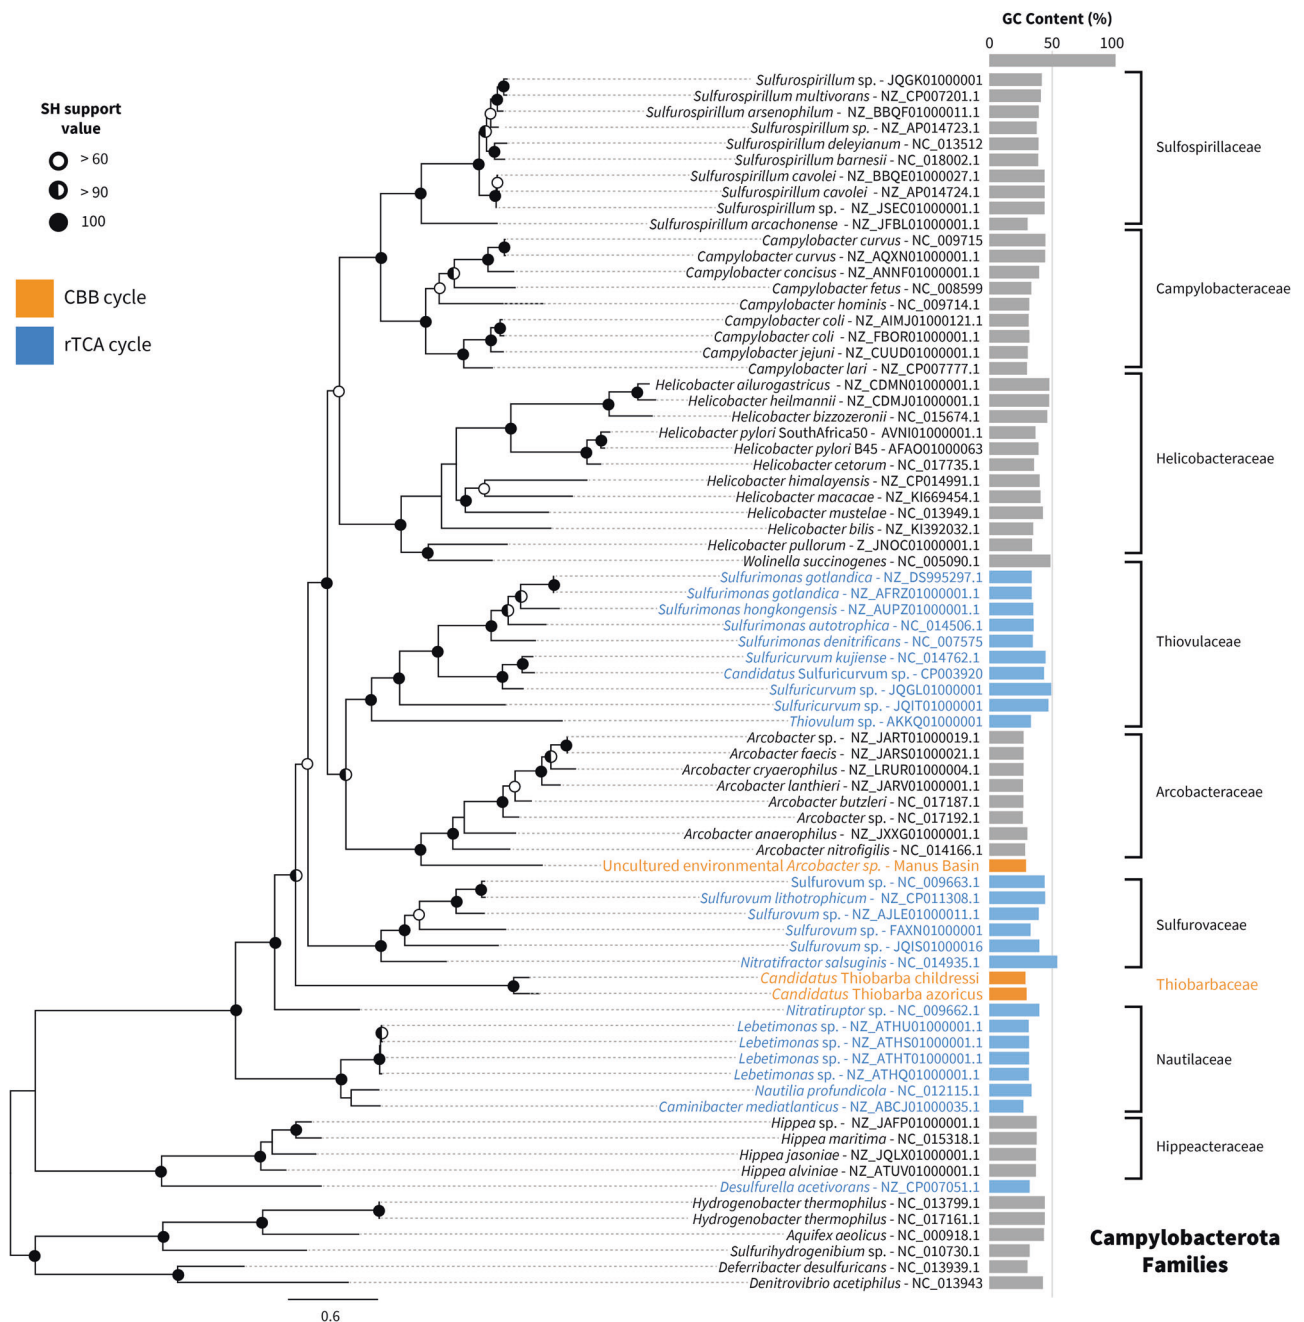 GC Content (%)
0 50 100
SH support
value
> 60
> 90
100
CBB cycle
rTCA cycle
Sulfurospirillum sp. - JQGK01000001
Sulfurospirillum multivorans - NZ_CP007201.1
Sulfurospirillum arsenophilum - NZ_BBQF01000011.1
Sulfurospirillum sp. - NZ_AP014723.1
Sulfurospirillum deleyianum - NC_013512
Sulfurospirillum barnesii - NC_018002.1
Sulfurospirillum cavolei - NZ_BBQE01000027.1
Sulfurospirillum cavolei - NZ_AP014724.1
Sulfurospirillum sp. - NZ_JSEC01000001.1
Sulfurospirillum arcachonense - NZ_JFBL01000001.1
Sulfospirillaceae
Campylobacter curvus - NC_009715
Campylobacter curvus - NZ_AQXN01000001.1
Campylobacter concisus - NZ_ANNF01000001.1
Campylobacter fetus - NC_008599
Campylobacter hominis - NC_009714.1
Campylobacter coli - NZ_AIMJ01000121.1
Campylobacter coli - NZ_FBOR01000001.1
Campylobacter jejuni - NZ_CUUD01000001.1
Campylobacter lari - NZ_CP007777.1
Campylobacteraceae
Helicobacter ailurogastricus - NZ_CDMN01000001.1
Helicobacter heilmannii - NZ_CDMJ01000001.1
Helicobacter bizzozeronii - NC_015674.1
Helicobacter pylori SouthAfrica50 - AVNI01000001.1
Helicobacter pylori B45 - AFAO01000063
Helicobacter cetorum - NC_017735.1
Helicobacter himalayensis - NZ_CP014991.1
Helicobacter macacae - NZ_KI669454.1
Helicobacter mustelae - NC_013949.1
Helicobacter bilis - NZ_KI392032.1
Helicobacter pullorum - Z_JNOC01000001.1
Wolinella succinogenes - NC_005090.1
Helicobacteraceae
Sulfurimonas gotlandica - NZ_DS995297.1
Sulfurimonas gotlandica - NZ_AFRZ01000001.1
Sulfurimonas hongkongensis - NZ_AUPZ01000001.1
Sulfurimonas autotrophica - NC_014506.1
Sulfurimonas denitrificans - NC_007575
Sulfuricurvum kujiense - NC_014762.1
Candidatus Sulfuricurvum sp. - CP003920
Sulfuricurvum sp. - JQGL01000001
Sulfuricurvum sp. - JQIT01000001
Thiovulum sp. - AKKQ01000001
Thiovulaceae
Arcobacter sp. - NZ_JART01000019.1
Arcobacter faecis - NZ_JARS01000021.1
Arcobacter cryaerophilus - NZ_LRUR01000004.1
Arcobacter lanthieri - NZ_JARV01000001.1
Arcobacter butzleri - NC_017187.1
Arcobacter sp. - NC_017192.1
Arcobacter anaerophilus - NZ_JXXG01000001.1
Arcobacter nitrofigilis - NC_014166.1
Arcobacteraceae
Uncultured environmental Arcobacter sp. - Manus Basin
Sulfurovum sp. - NC_009663.1
Sulfurovum lithotrophicum - NZ_CP011308.1
Sulfurovum sp. - NZ_AJLE01000011.1
Sulfurovum sp. - FAXN01000001
Sulfurovum sp. - JQIS01000016
Nitratifractor salsuginis - NC_014935.1
Sulfurovaceae
Candidatus Thiobarba childressi
Candidatus Thiobarba azoricus
Thiobarbaceae
Nitratiruptor sp. - NC_009662.1
Lebetimonas sp. - NZ_ATHU01000001.1
Lebetimonas sp. - NZ_ATHS01000001.1
Lebetimonas sp. - NZ_ATHT01000001.1
Lebetimonas sp. - NZ_ATHQ01000001.1
Nautilia profundicola - NC_012115.1
Caminibacter mediatlanticus - NZ_ABCJ01000035.1
Nautilaceae
Hippea sp. - NZ_JAFP01000001.1
Hippea maritima - NC_015318.1
Hippea jasoniae - NZ_JQLX01000001.1
Hippea alviniae - NZ_ATUV01000001.1
Hippeacteraceae
Desulfurella acetivorans - NZ_CP007051.1
Hydrogenobacter thermophilus - NC_013799.1
Hydrogenobacter thermophilus - NC_017161.1
Aquifex aeolicus - NC_000918.1
Sulfurihydrogenibium sp. - NC_010730.1
Deferribacter desulfuricans - NC_013939.1
Denitrovibrio acetiphilus - NC_013943
Campylobacterota
Families
0.6